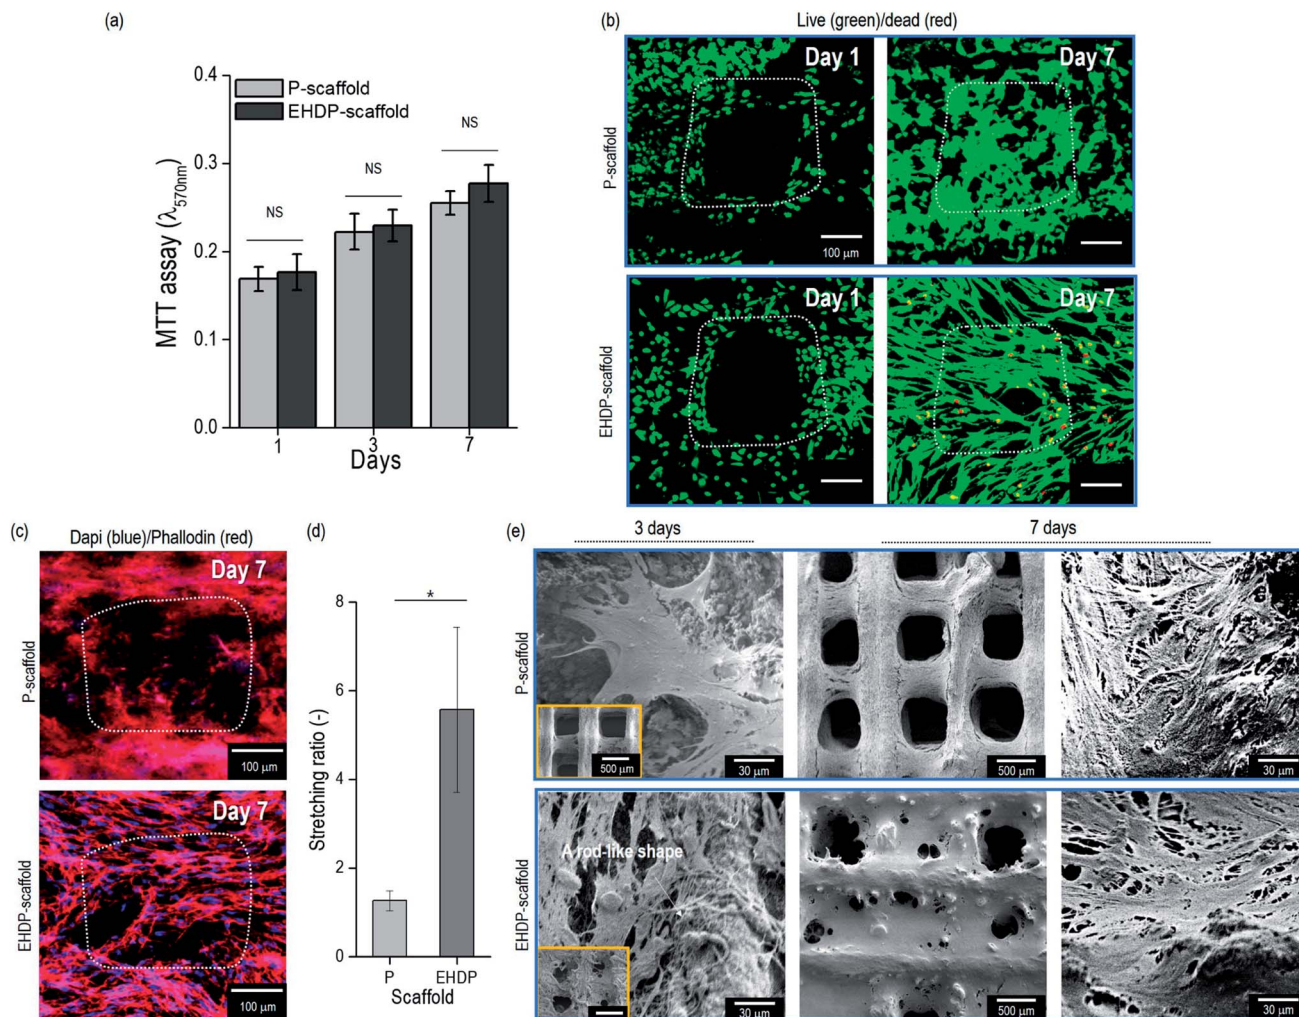 (a)
0.4
0.3
0.2
0.1
0.0
MTT assay (λ570nm)
P-scaffold
EHDP-scaffold
NS
NS
NS
1
3
7
Days
(b)
Live (green)/dead (red)
P-scaffold
Day 1
100 μm
Day 7
EHDP-scaffold
Day 1
Day 7
(c)
Dapi (blue)/Phallodin (red)
P-scaffold
Day 7
100 μm
EHDP-scaffold
Day 7
100 μm
(d)
8
6
4
2
0
Stretching ratio (-)
*
P
EHDP
Scaffold
(e)
3 days
7 days
P-scaffold
500 μm
30 μm
500 μm
30 μm
EHDP-scaffold
A rod-like shape
30 μm
500 μm
30 μm